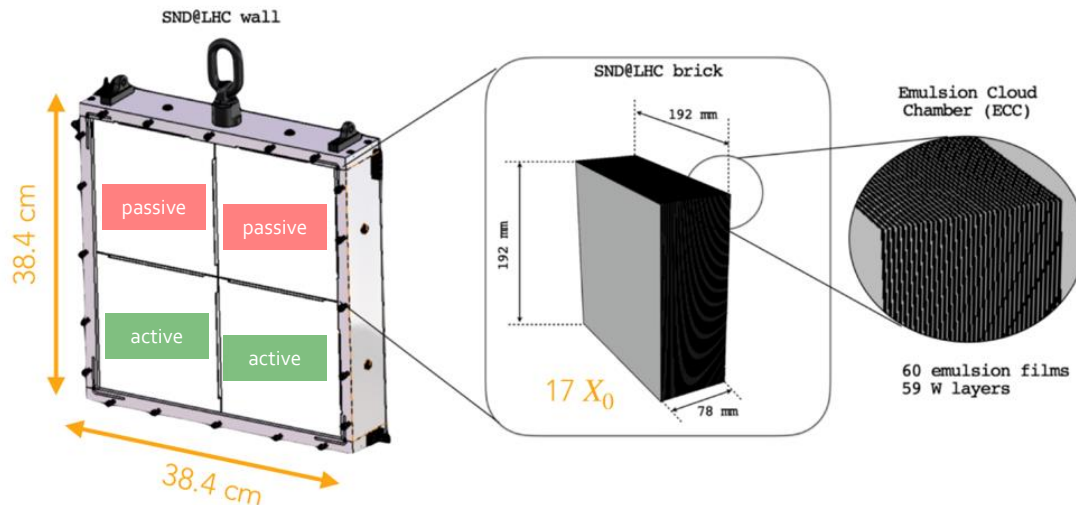 SND@LHC wall
38.4 cm
passive
passive
active
active
38.4 cm
SND@LHC brick
192 mm
192 mm
17 X₀
78 mm
Emulsion Cloud
Chamber (ECC)
60 emulsion films
59 W layers